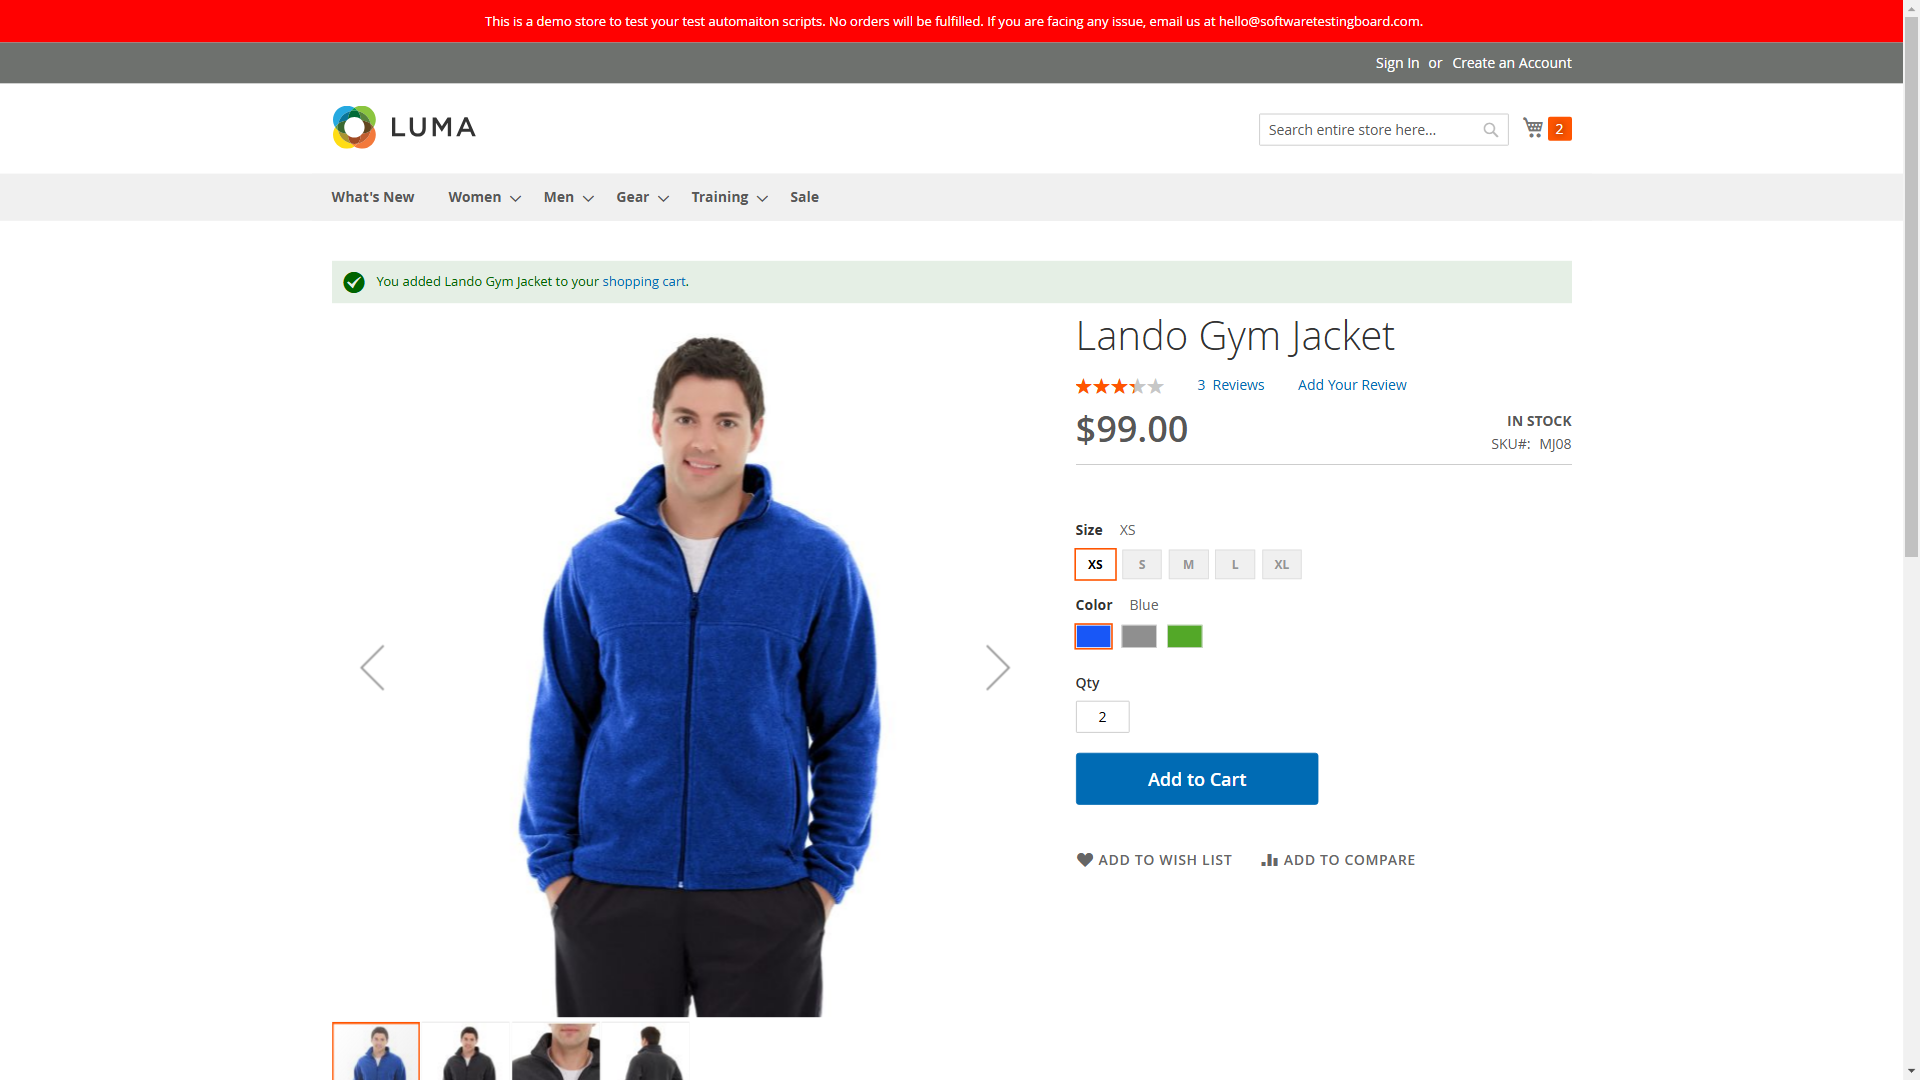 This is a demo store to test your test automaiton scripts. No orders will be fulfilled. If you are facing any issue, email us at hello@softwaretestingboard.com.
Sign In or Create an Account
LUMA
Search entire store here...
2
What's New Women Men Gear Training Sale
You added Lando Gym Jacket to your shopping cart.
Lando Gym Jacket
3 Reviews Add Your Review
$99.00
IN STOCK
SKU#: MJ08
Size XS
XS S M L XL
Color Blue
Qty
2
Add to Cart
ADD TO WISH LIST ADD TO COMPARE